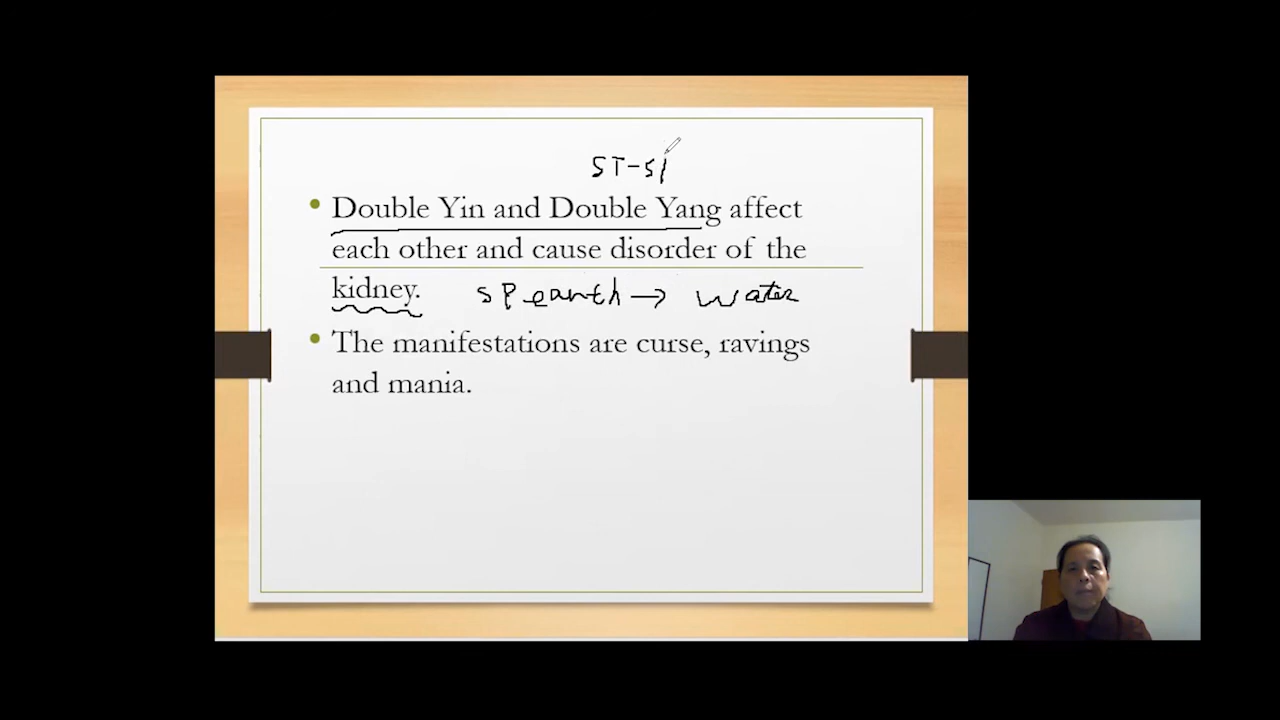 ST-SP
• Double Yin and Double Yang affect
each other and cause disorder of the
kidney. SP earth → water
• The manifestations are curse, ravings
and mania.